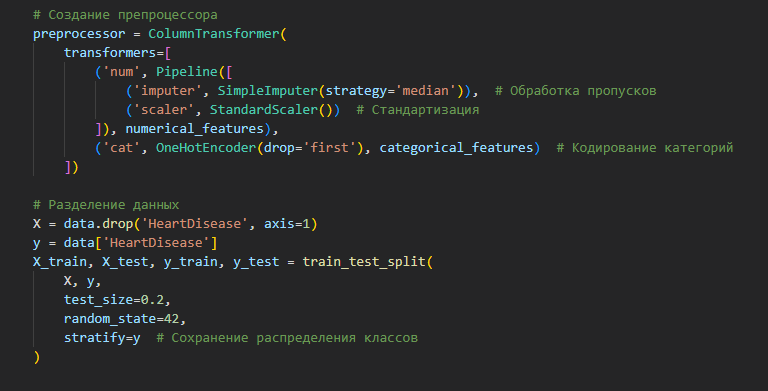 # Создание препроцессора
preprocessor = ColumnTransformer(
    transformers=[
        ('num', Pipeline([
            ('imputer', SimpleImputer(strategy='median')),  # Обработка пропусков
            ('scaler', StandardScaler())  # Стандартизация
        ]), numerical_features),
        ('cat', OneHotEncoder(drop='first'), categorical_features)  # Кодирование категорий
    ])

# Разделение данных
X = data.drop('HeartDisease', axis=1)
y = data['HeartDisease']
X_train, X_test, y_train, y_test = train_test_split(
    X, y,
    test_size=0.2,
    random_state=42,
    stratify=y  # Сохранение распределения классов
)